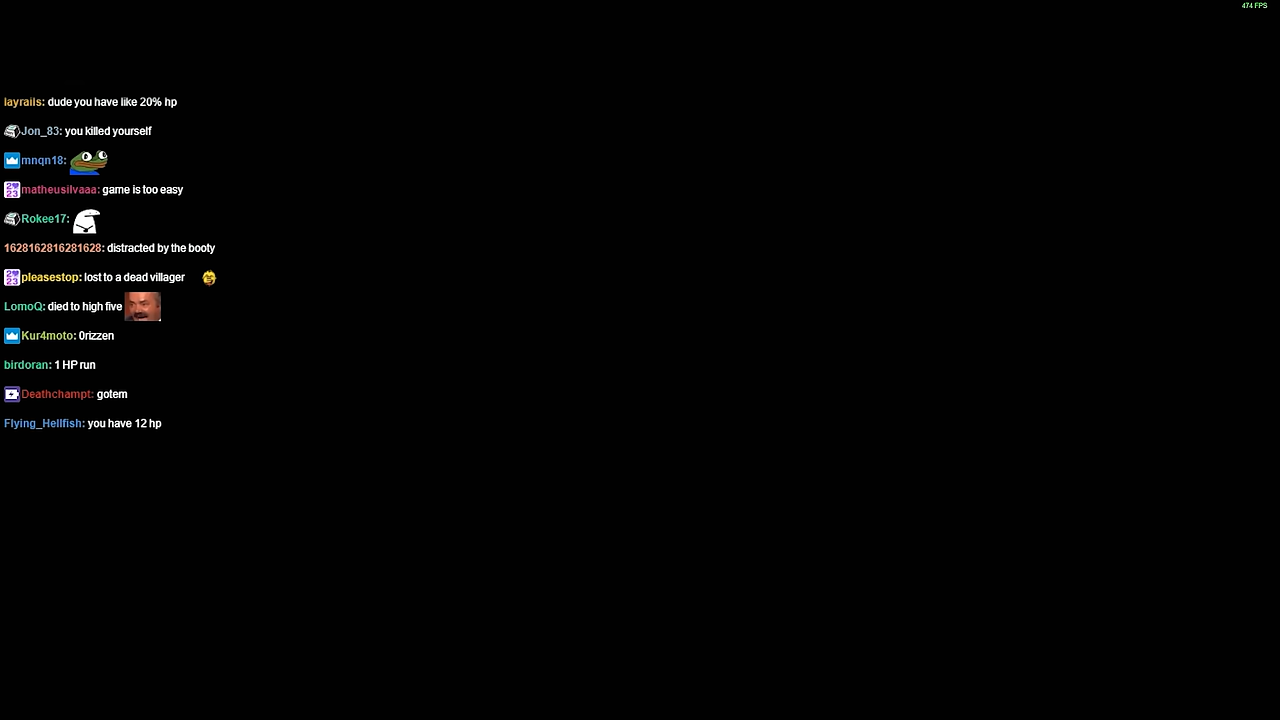 474 FPS
layrails: dude you have like 20% hp
Jon_83: you killed yourself
mnqn18:
matheusilvaaa: game is too easy
Rokee17:
1628162816281628: distracted by the booty
pleasestop: lost to a dead villager
LomoQ: died to high five
Kur4moto: 0rizzen
birdoran: 1 HP run
Deathchampt: gotem
Flying_Hellfish: you have 12 hp